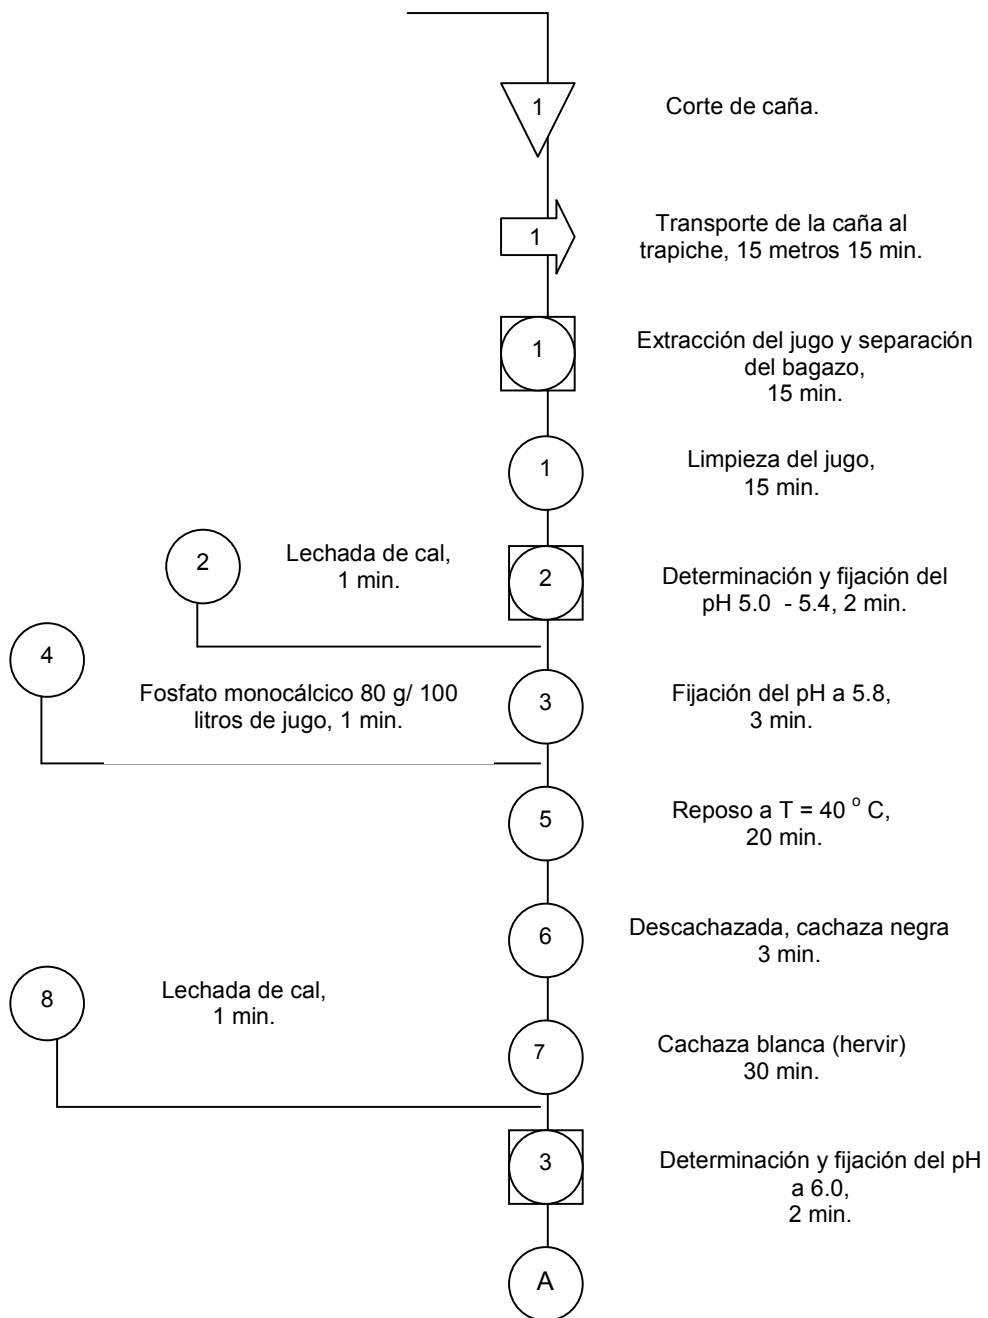 1
Corte de caña.
1
Transporte de la caña al
trapiche, 15 metros 15 min.
1
Extracción del jugo y separación
del bagazo,
15 min.
1
Limpieza del jugo,
15 min.
2
Lechada de cal,
1 min.
2
Determinación y fijación del
pH 5.0 - 5.4, 2 min.
4
Fosfato monocálcico 80 g/ 100
litros de jugo, 1 min.
3
Fijación del pH a 5.8,
3 min.
5
Reposo a T = 40 ° C,
20 min.
6
Descachazada, cachaza negra
3 min.
8
Lechada de cal,
1 min.
7
Cachaza blanca (hervir)
30 min.
3
Determinación y fijación del pH
a 6.0,
2 min.
A